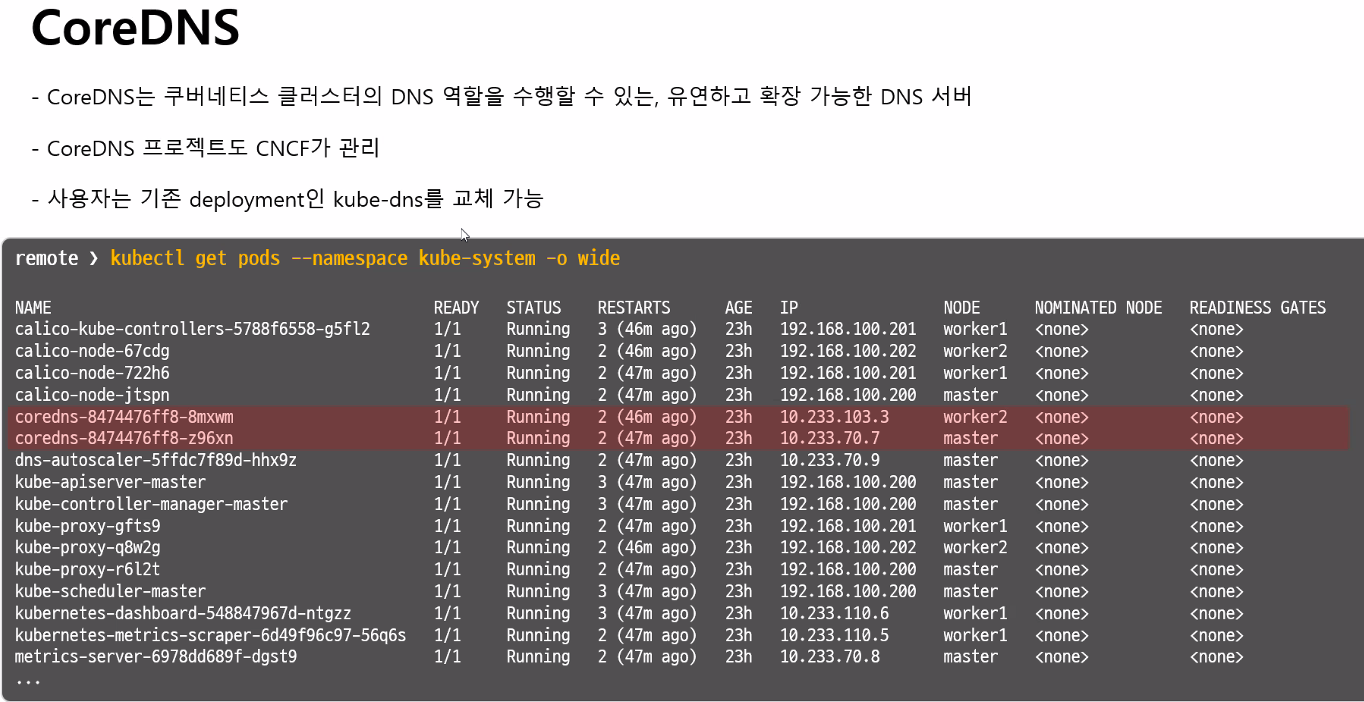 CoreDNS
- CoreDNS는 쿠버네티스 클러스터의 DNS 역할을 수행할 수 있는, 유연하고 확장 가능한 DNS 서버
- CoreDNS 프로젝트도 CNCF가 관리
- 사용자는 기존 deployment인 kube-dns를 교체 가능
remote ❯ kubectl get pods --namespace kube-system -o wide
NAME READY STATUS RESTARTS AGE IP NODE NOMINATED NODE READINESS GATES
calico-kube-controllers-5788f6558-g5fl2 1/1 Running 3 (46m ago) 23h 192.168.100.201 worker1 <none> <none>
calico-node-67cdg 1/1 Running 2 (46m ago) 23h 192.168.100.202 worker2 <none> <none>
calico-node-722h6 1/1 Running 2 (47m ago) 23h 192.168.100.201 worker1 <none> <none>
calico-node-jtspn 1/1 Running 2 (47m ago) 23h 192.168.100.200 master <none> <none>
coredns-8474476ff8-8mxwm 1/1 Running 2 (46m ago) 23h 10.233.103.3 worker2 <none> <none>
coredns-8474476ff8-z96xn 1/1 Running 2 (47m ago) 23h 10.233.70.7 master <none> <none>
dns-autoscaler-5ffdc7f89d-hhx9z 1/1 Running 2 (47m ago) 23h 10.233.70.9 master <none> <none>
kube-apiserver-master 1/1 Running 3 (47m ago) 23h 192.168.100.200 master <none> <none>
kube-controller-manager-master 1/1 Running 3 (47m ago) 23h 192.168.100.200 master <none> <none>
kube-proxy-gfts9 1/1 Running 2 (47m ago) 23h 192.168.100.201 worker1 <none> <none>
kube-proxy-q8w2g 1/1 Running 2 (46m ago) 23h 192.168.100.202 worker2 <none> <none>
kube-proxy-r6l2t 1/1 Running 2 (47m ago) 23h 192.168.100.200 master <none> <none>
kube-scheduler-master 1/1 Running 3 (47m ago) 23h 192.168.100.200 master <none> <none>
kubernetes-dashboard-548847967d-ntgzz 1/1 Running 3 (47m ago) 23h 10.233.110.6 worker1 <none> <none>
kubernetes-metrics-scraper-6d49f96c97-56q6s 1/1 Running 2 (47m ago) 23h 10.233.110.5 worker1 <none> <none>
metrics-server-6978dd689f-dgst9 1/1 Running 2 (47m ago) 23h 10.233.70.8 master <none> <none>
...